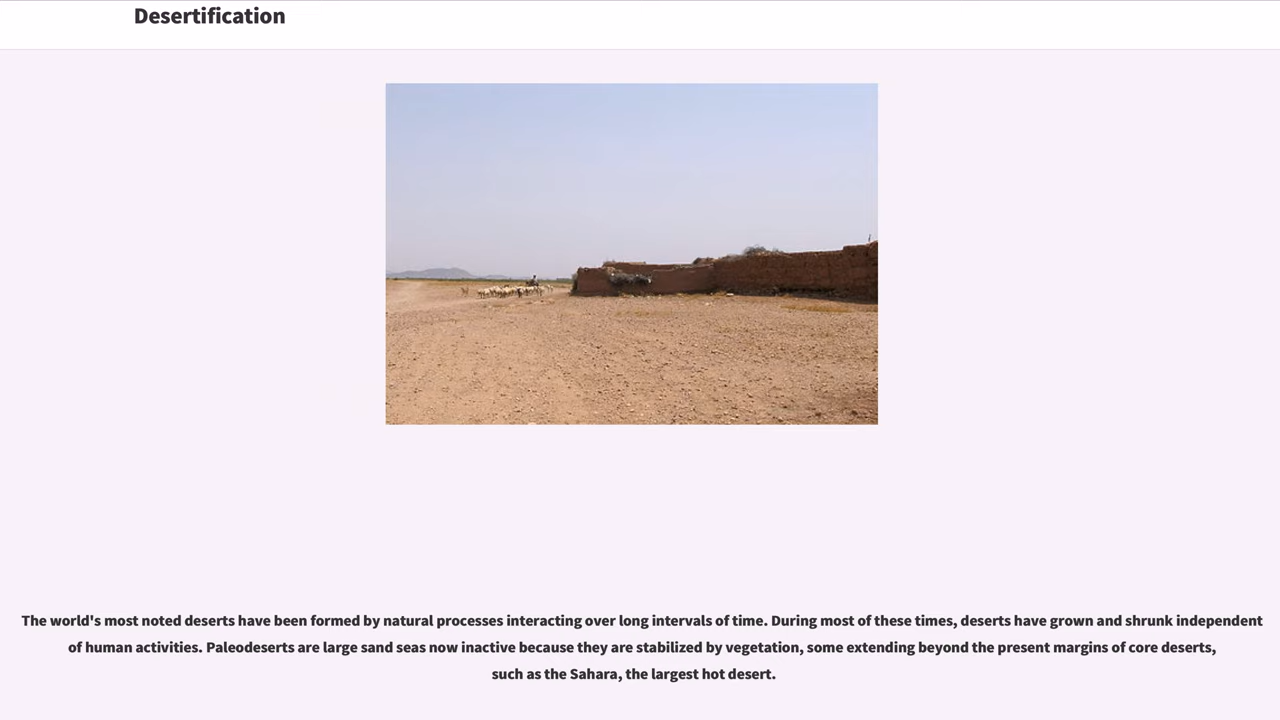 Desertification
The world's most noted deserts have been formed by natural processes interacting over long intervals of time. During most of these times, deserts have grown and shrunk independent
of human activities. Paleodeserts are large sand seas now inactive because they are stabilized by vegetation, some extending beyond the present margins of core deserts,
such as the Sahara, the largest hot desert.